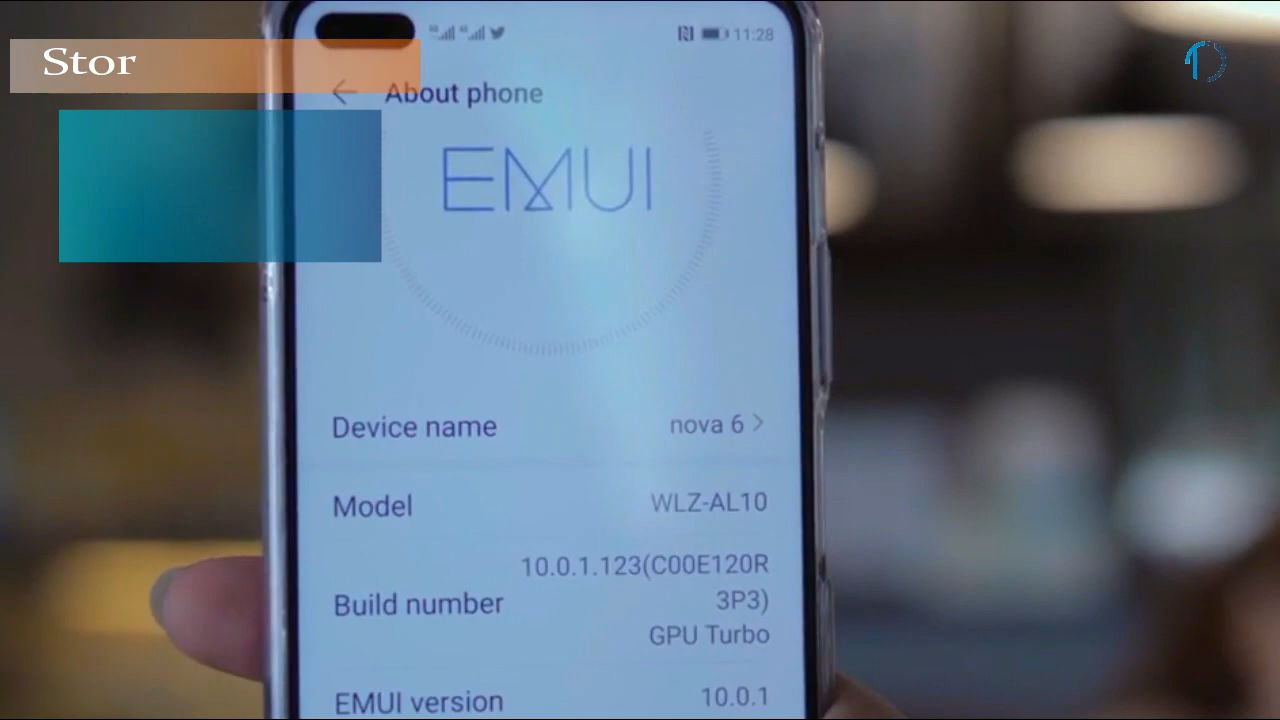 11:28
Stor
About phone
EMUI
Device name nova 6
Model WLZ-AL10
10.0.1.123(C00E120R
Build number 3P3)
GPU Turbo
EMUI version 10.0.1